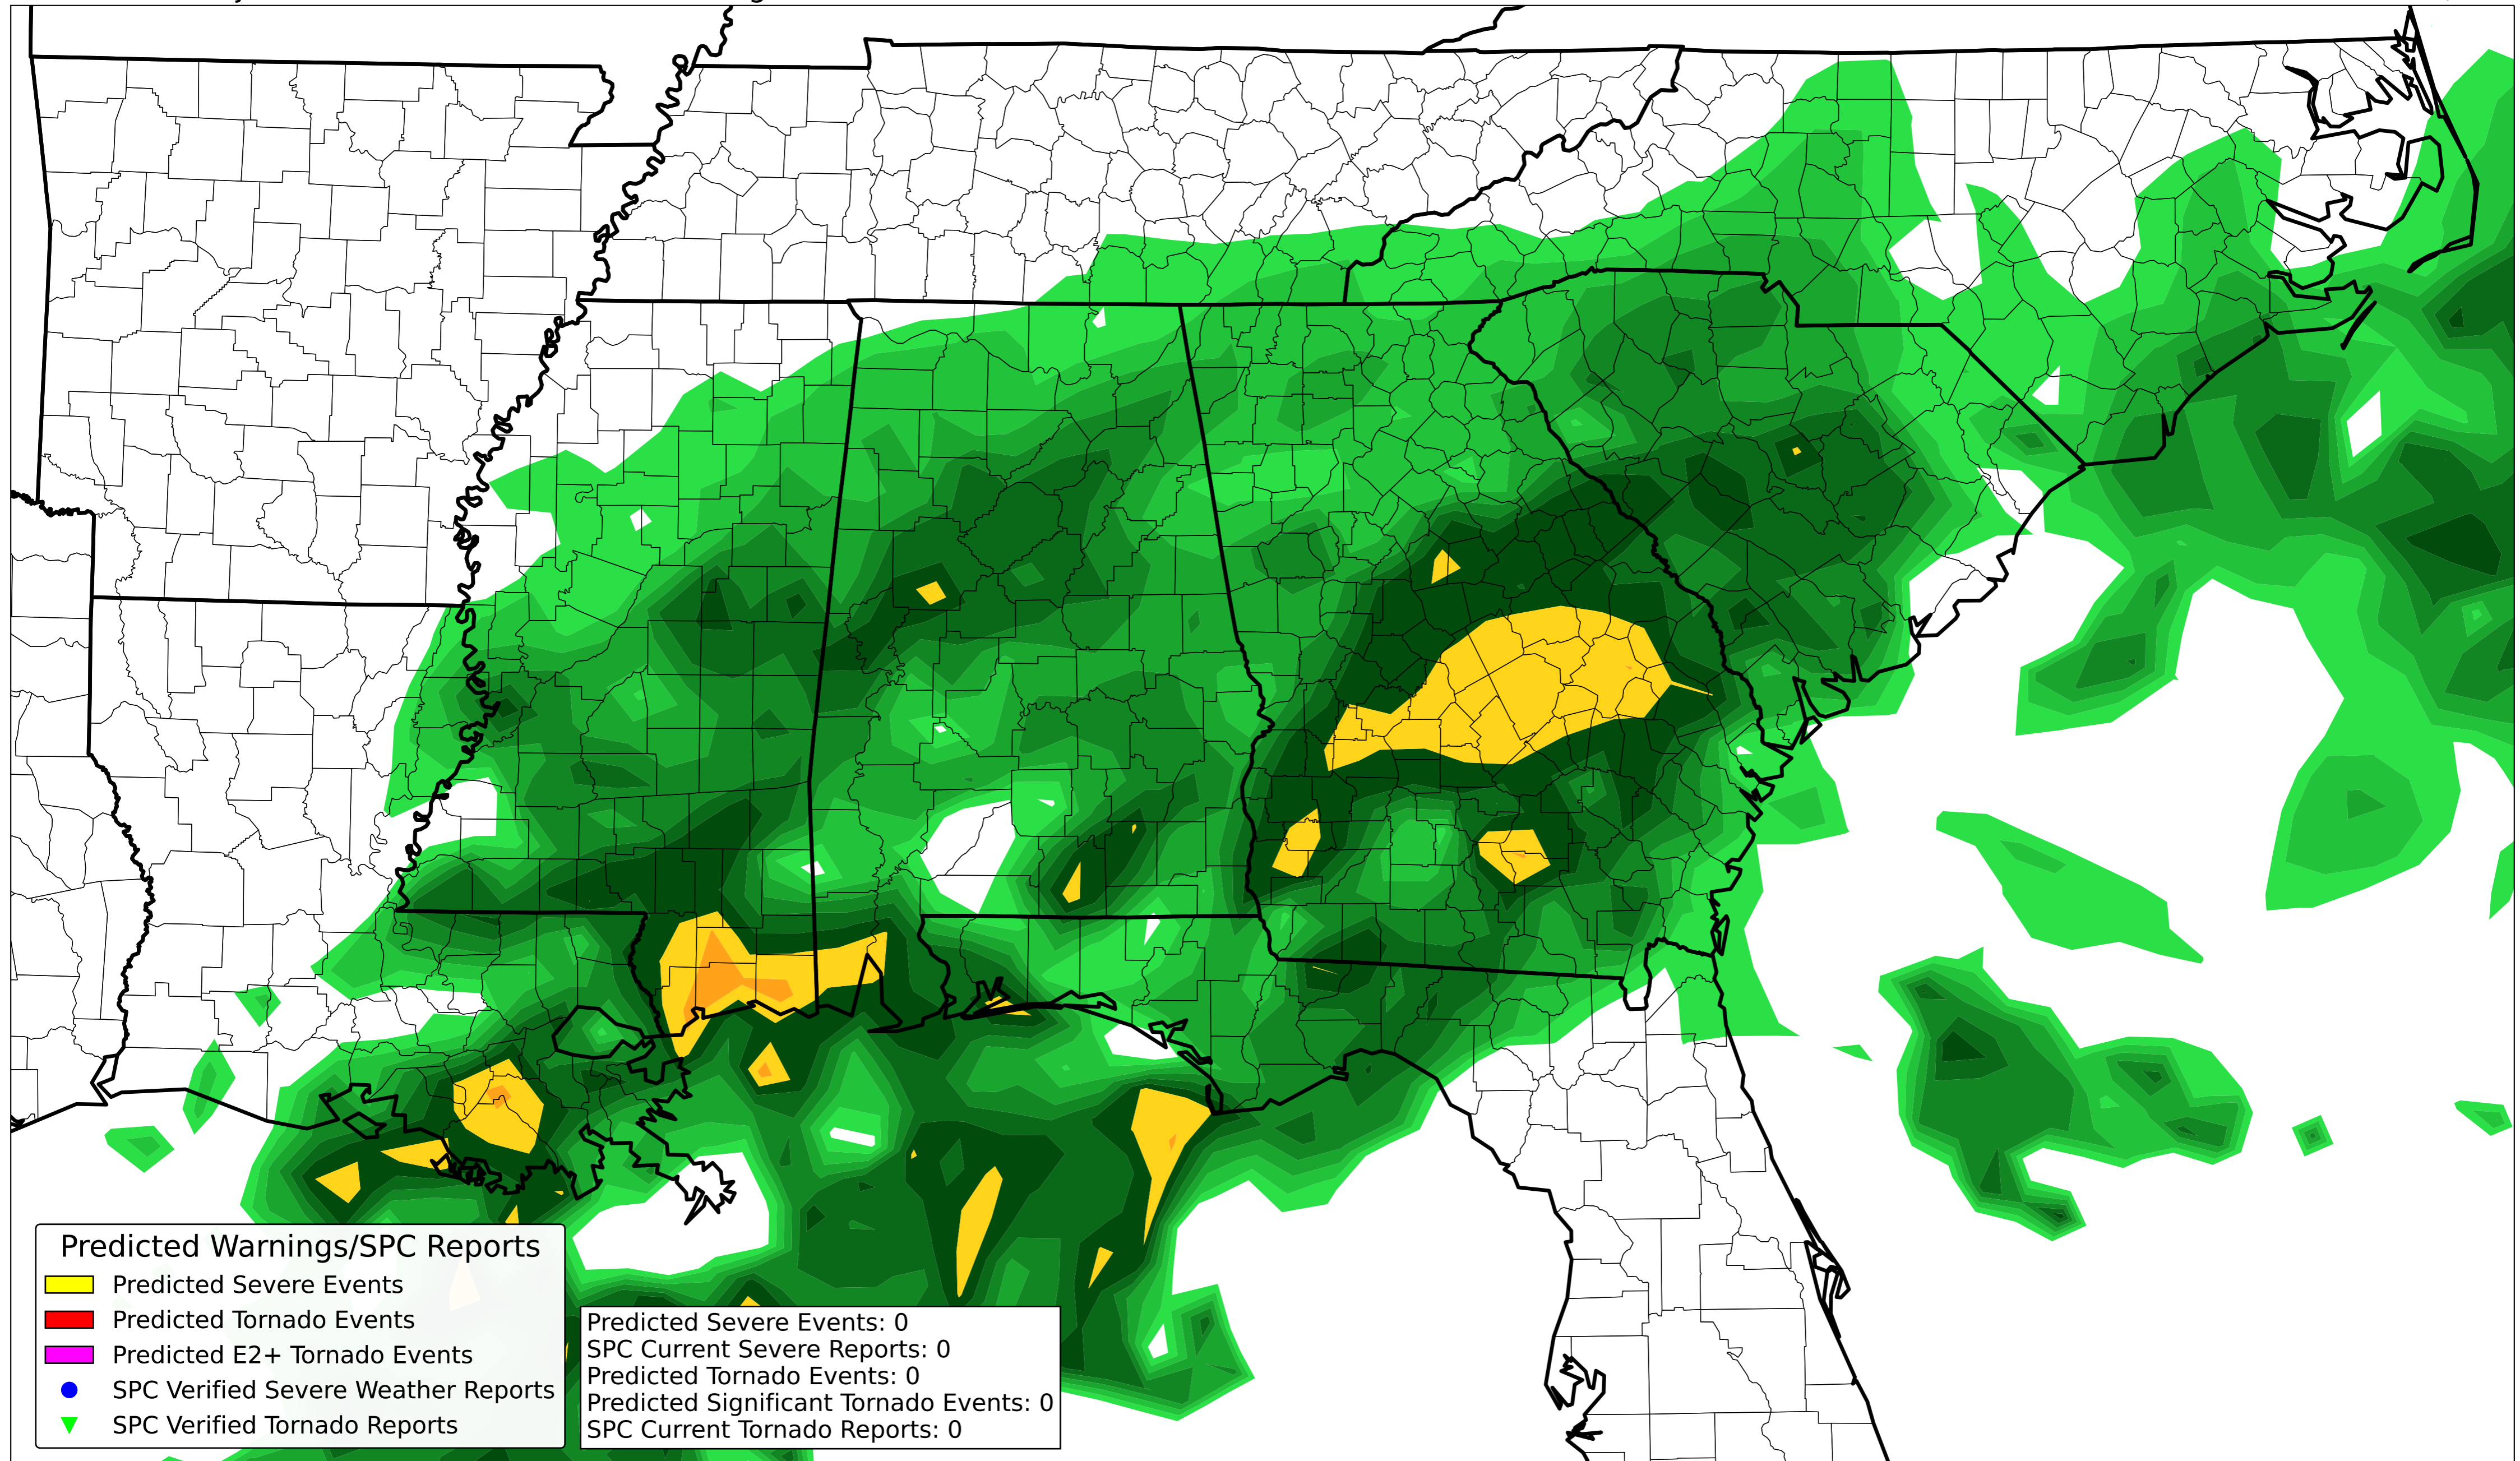 Predicted Warnings/SPC Reports
Predicted Severe Events
Predicted Tornado Events
Predicted E2+ Tornado Events
SPC Verified Severe Weather Reports
SPC Verified Tornado Reports
Predicted Severe Events: 0
SPC Current Severe Reports: 0
Predicted Tornado Events: 0
Predicted Significant Tornado Events: 0
SPC Current Tornado Reports: 0